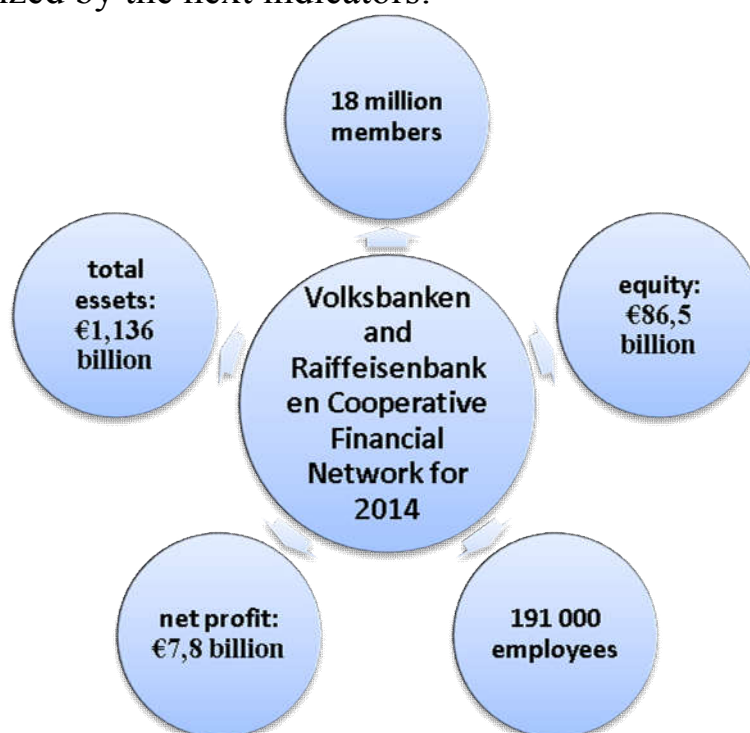 ized by the next indicators:
18 million
members
total
essets:
€1,136
billion
equity:
€86,5
billion
Volksbanken
and
Raiffeisenbank
en Cooperative
Financial
Network for
2014
net profit:
€7,8 billion
191 000
employees